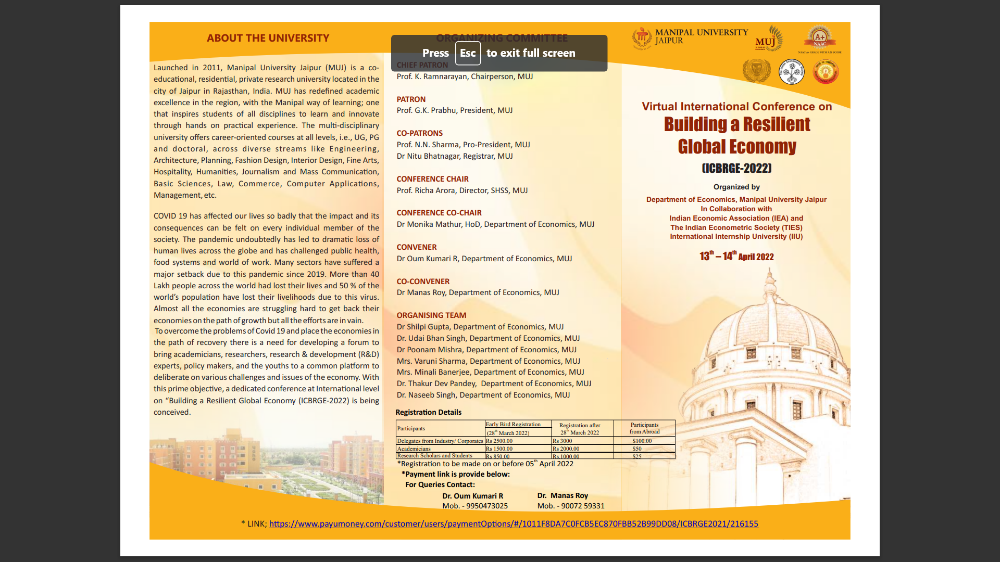 ABOUT THE UNIVERSITY
Launched in 2011, Manipal University Jaipur (MUJ) is a co-
educational, residential, private research university located in the
city of Jaipur in Rajasthan, India. MUJ has redefined academic
excellence in the region, with the Manipal way of learning; one
that inspires students of all disciplines to learn and innovate
through hands on practical experience. The multi-disciplinary
university offers career-oriented courses at all levels, i.e., UG, PG
and doctoral, across diverse streams like Engineering,
Architecture, Planning, Fashion Design, Interior Design, Fine Arts,
Hospitality, Humanities, Journalism and Mass Communication,
Basic Sciences, Law, Commerce, Computer Applications,
Management, etc.
COVID 19 has affected our lives so badly that the impact and its
consequences can be felt on every individual member of the
society. The pandemic undoubtedly has led to dramatic loss of
human lives across the globe and has challenged public health,
food systems and world of work. Many sectors have suffered a
major setback due to this pandemic since 2019. More than 40
Lakh people across the world had lost their lives and 50 % of the
world's population have lost their livelihoods due to this virus.
Almost all the economies are struggling hard to get back their
economies on the path of growth but all the efforts are in vain.
To overcome the problems of Covid 19 and place the economies in
the path of recovery there is a need for developing a forum to
bring academicians, researchers, research & development (R&D)
experts, policy makers, and the youths to a common platform to
deliberate on various challenges and issues of the economy. With
this prime objective, a dedicated conference at International level
on “Building a Resilient Global Economy (ICBRGE-2022) is being
conceived.
ORGANIZING COMMITTEE
Press Esc to exit full screen
CHIEF PATRON
Prof. K. Ramnarayan, Chairperson, MUJ
PATRON
Prof. G.K. Prabhu, President, MUJ
CO-PATRONS
Prof. N.N. Sharma, Pro-President, MUJ
Dr Nitu Bhatnagar, Registrar, MUJ
CONFERENCE CHAIR
Prof. Richa Arora, Director, SHSS, MUJ
CONFERENCE CO-CHAIR
Dr Monika Mathur, HoD, Department of Economics, MUJ
CONVENER
Dr Oum Kumari R, Department of Economics, MUJ
CO-CONVENER
Dr Manas Roy, Department of Economics, MUJ
ORGANISING TEAM
Dr Shilpi Gupta, Department of Economics, MUJ
Dr. Udai Bhan Singh, Department of Economics, MUJ
Dr Poonam Mishra, Department of Economics, MUJ
Mrs. Varuni Sharma, Department of Economics, MUJ
Mrs. Minali Banerjee, Department of Economics, MUJ
Dr. Thakur Dev Pandey, Department of Economics, MUJ
Dr. Naseeb Singh, Department of Economics, MUJ
Registration Details
Participants Early Bird Registration (28th March 2022) Registration after 28th March 2022 Participants from Abroad
Delegates from Industry/ Corporates Rs 2500.00 Rs 3000 $100.00
Academicians Rs 1500.00 Rs 2000.00 $50
Research Scholars and Students Rs 850.00 Rs.1000.00 $25
*Registration to be made on or before 05th April 2022
*Payment link is provide below:
For Queries Contact:
Dr. Oum Kumari R Dr. Manas Roy
Mob. - 9950473025 Mob. - 90072 59331
* LINK; https://www.payumoney.com/customer/users/paymentOptions/#/1011F8DA7C0FCB5EC870FBB52B99DD08/ICBRGE2021/216155
MANIPAL UNIVERSITY
JAIPUR
MUJ
A+
NAAC
NAAC A+ GRADE WITH 3.28 SCORE
Virtual International Conference on
Building a Resilient
Global Economy
(ICBRGE-2022)
Organized by
Department of Economics, Manipal University Jaipur
In Collaboration with
Indian Economic Association (IEA) and
The Indian Econometric Society (TIES)
International Internship University (IIU)
13th – 14th April 2022